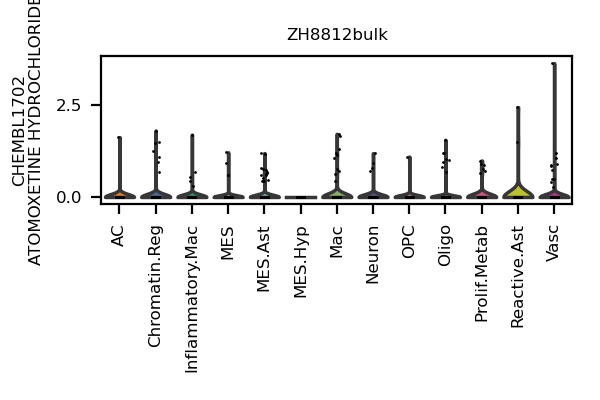 ZH8812bulk
CHEMBL1702
ATOMOXETINE HYDROCHLORIDE
2.5
0.0
AC
Chromatin.Reg
Inflammatory.Mac
MES
MES.Ast
MES.Hyp
Mac
Neuron
OPC
Oligo
Prolif.Metab
Reactive.Ast
Vasc